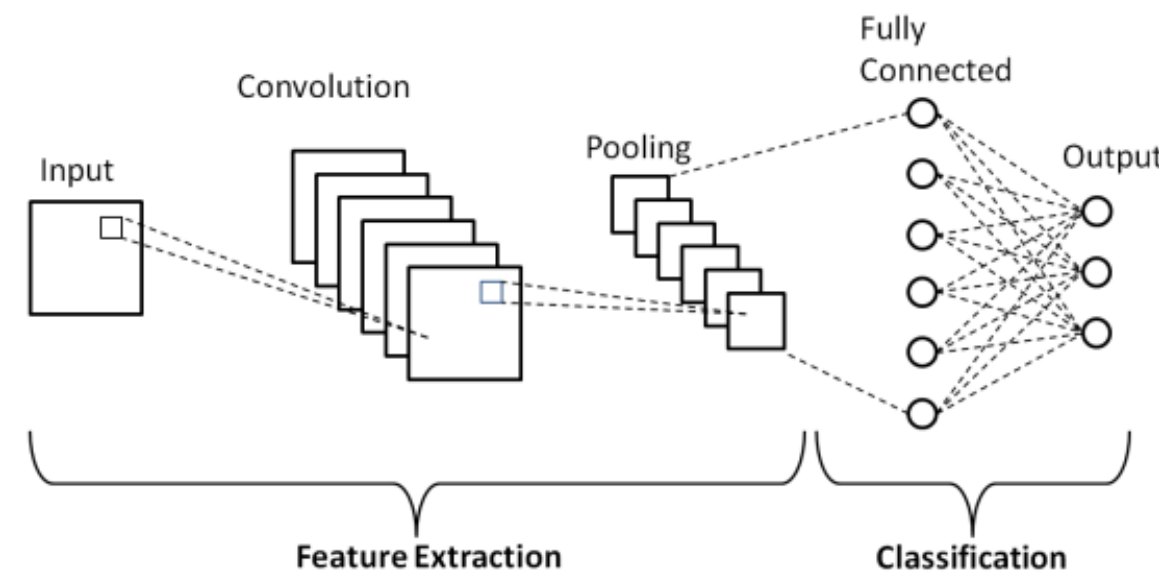 Input
Convolution
Pooling
Fully
Connected
Output
Feature Extraction
Classification